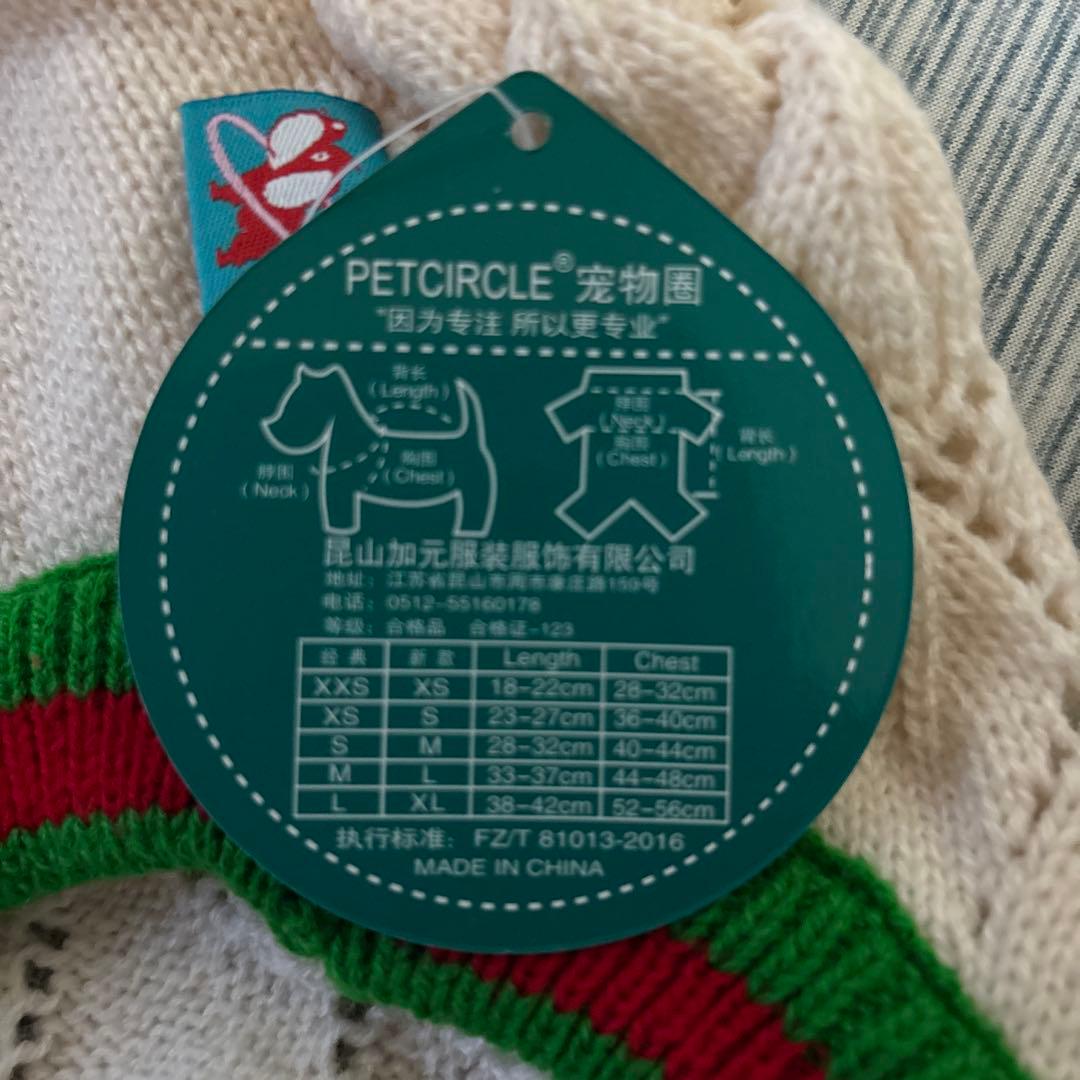 PETCIRCLE® 宠物圈
"因为专注 所以更专业"
背长
(Length)
胸围
(Chest)
脖围
(Neck)
脖围
(Neck)
胸围
(Chest)
背长
(Length)
昆山加元服装服饰有限公司
地址：江苏省昆山市周市康庄路159号
电话：0512-55160178
等级：合格品 合格证-123
经典 新款 Length Chest
XXS XS 18-22cm 28-32cm
XS S 23-27cm 36-40cm
S M 28-32cm 40-44cm
M L 33-37cm 44-48cm
L XL 38-42cm 52-56cm
执行标准：FZ/T 81013-2016
MADE IN CHINA